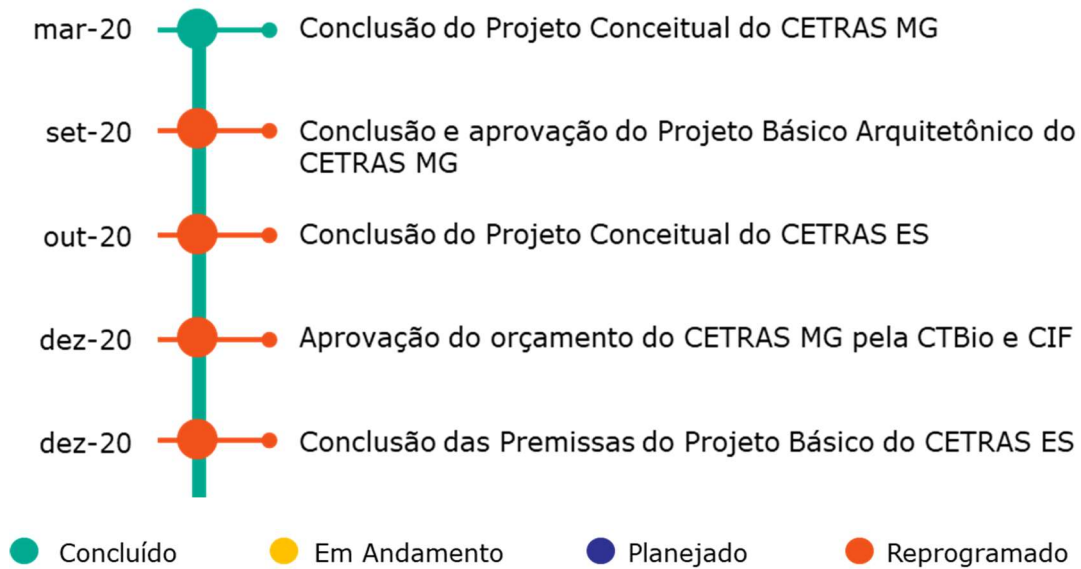 mar-20 Conclusão do Projeto Conceitual do CETRAS MG
set-20 Conclusão e aprovação do Projeto Básico Arquitetônico do
CETRAS MG
out-20 Conclusão do Projeto Conceitual do CETRAS ES
dez-20 Aprovação do orçamento do CETRAS MG pela CTBio e CIF
dez-20 Conclusão das Premissas do Projeto Básico do CETRAS ES
Concluído Em Andamento Planejado Reprogramado